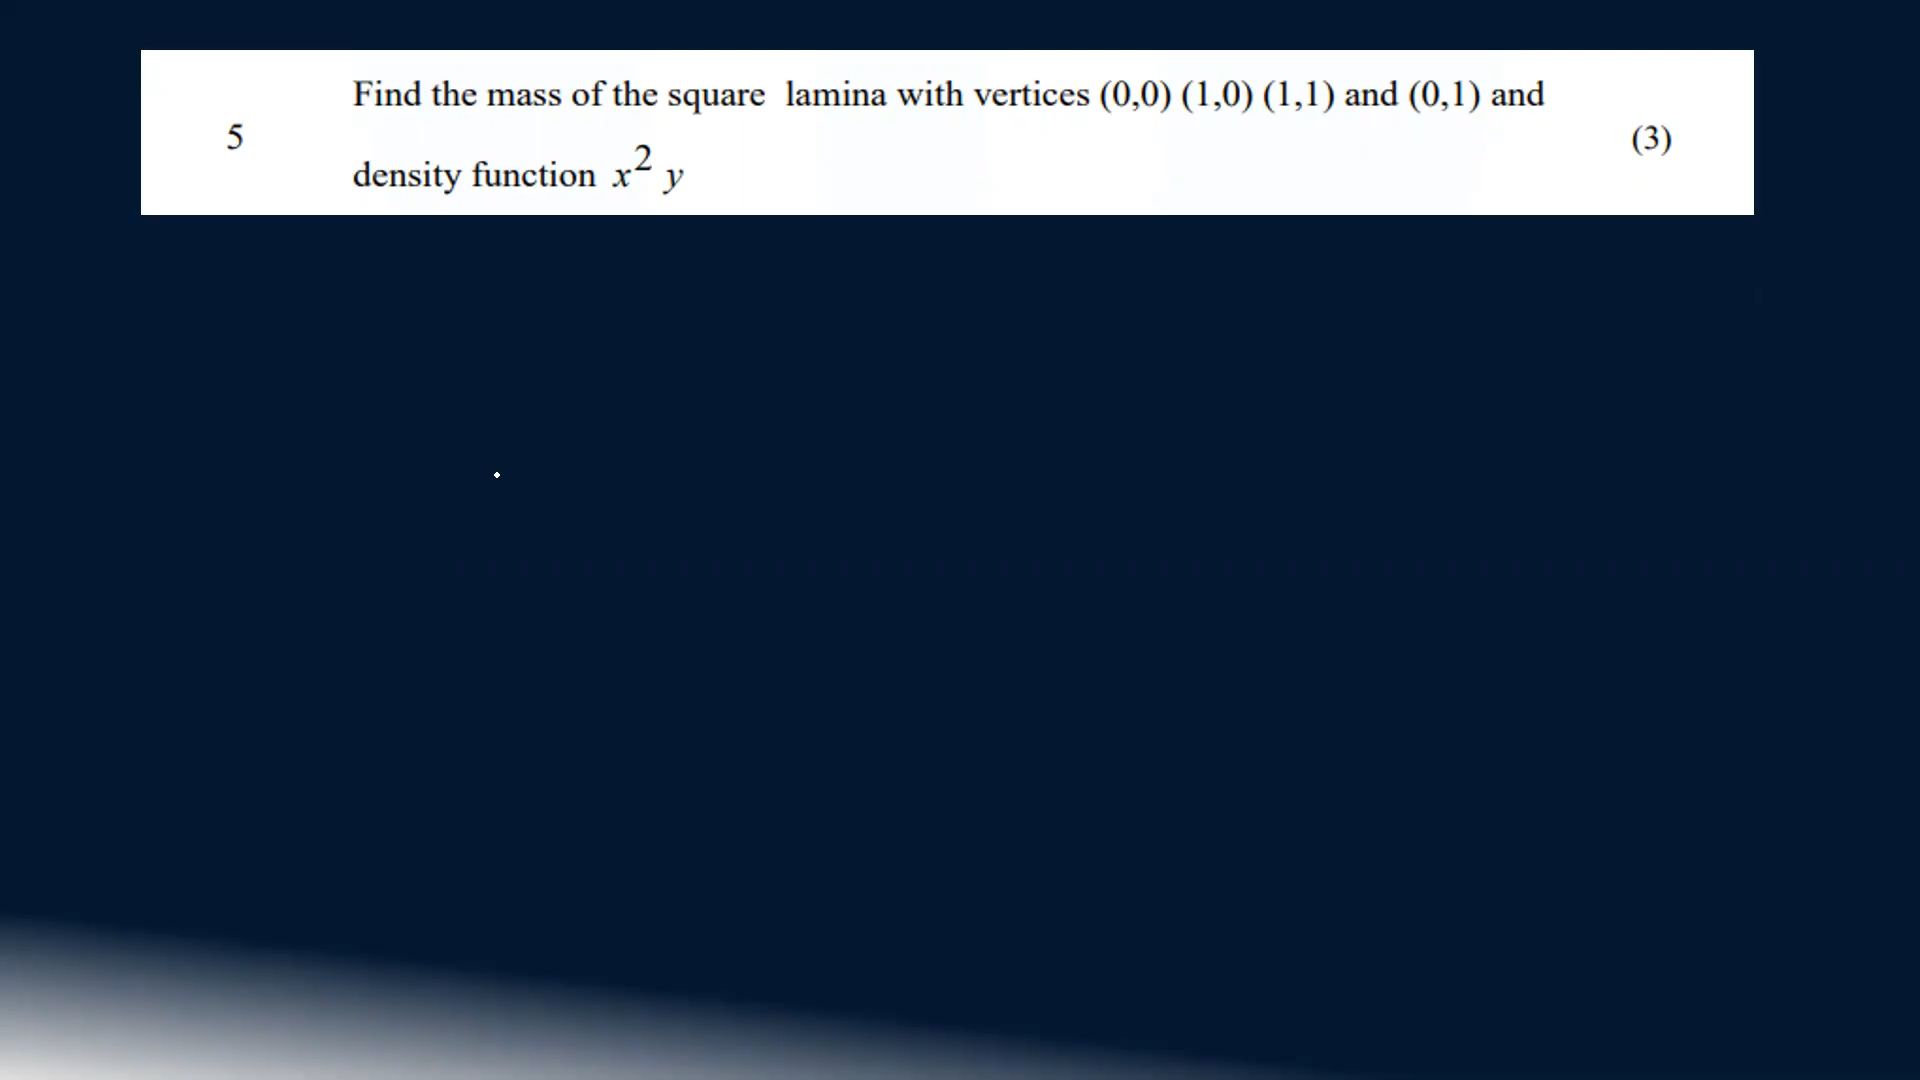 Find the mass of the square lamina with vertices (0,0) (1,0) (1,1) and (0,1) and
5 (3)
density function x² y